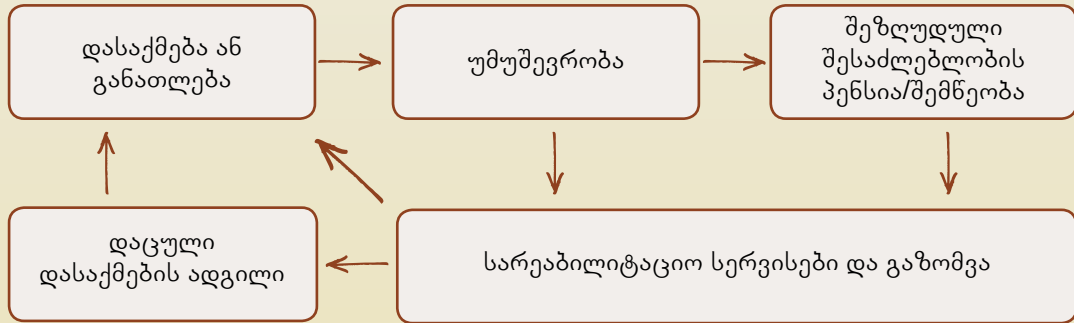 დასაქმება ან
განათლება
უმუშევრობა
შეზღუდული
შესაძლებლობის
პენსია/შემწეობა
დაცული
დასაქმების ადგილი
სარეაბილიტაციო სერვისები და გაზომვა